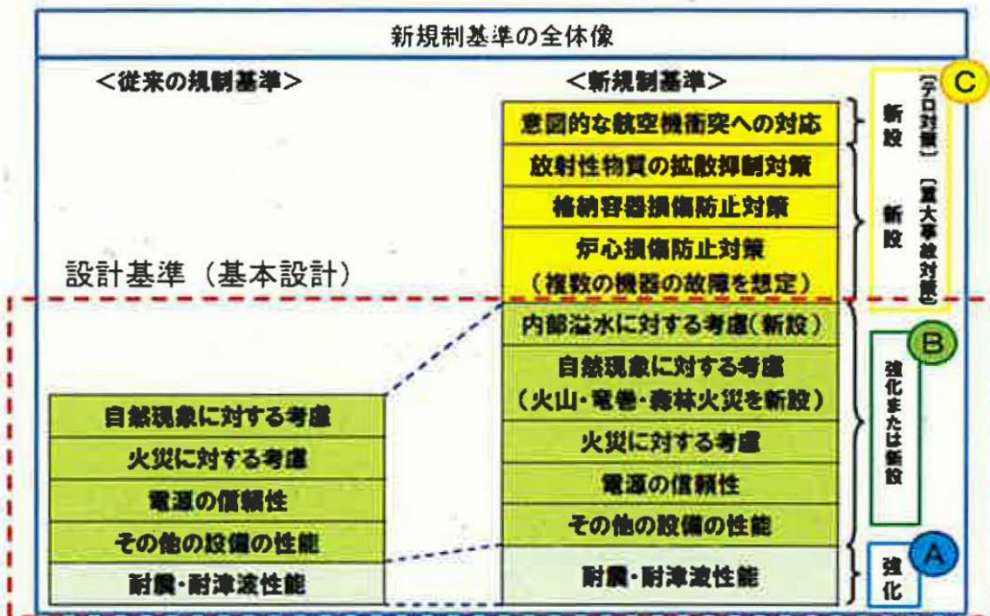 新規制基準の全体像
＜従来の規制基準＞
＜新規制基準＞
設計基準（基本設計）
自然現象に対する考慮
火災に対する考慮
電源の信頼性
その他の設備の性能
耐震・耐津波性能
意図的な航空機衝突への対応
放射性物質の拡散抑制対策
格納容器損傷防止対策
炉心損傷防止対策
（複数の機器の故障を想定）
内部溢水に対する考慮（新設）
自然現象に対する考慮
（火山・竜巻・森林火災を新設）
火災に対する考慮
電源の信頼性
その他の設備の性能
耐震・耐津波性能
新設
［テロ対策］
新設
［重大事故対策］
C
強化または新設
B
強化
A